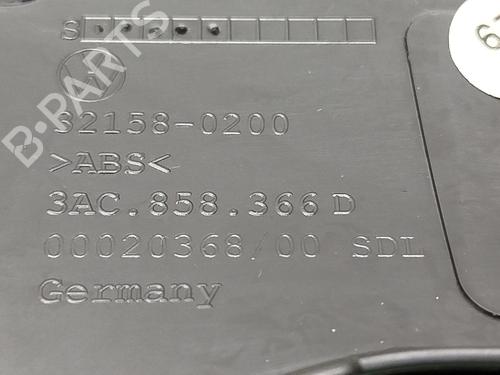 S
32158-0200
>ABS<
3AC.858.366 D
00020368/00 SDL
Germany
B-PARTS